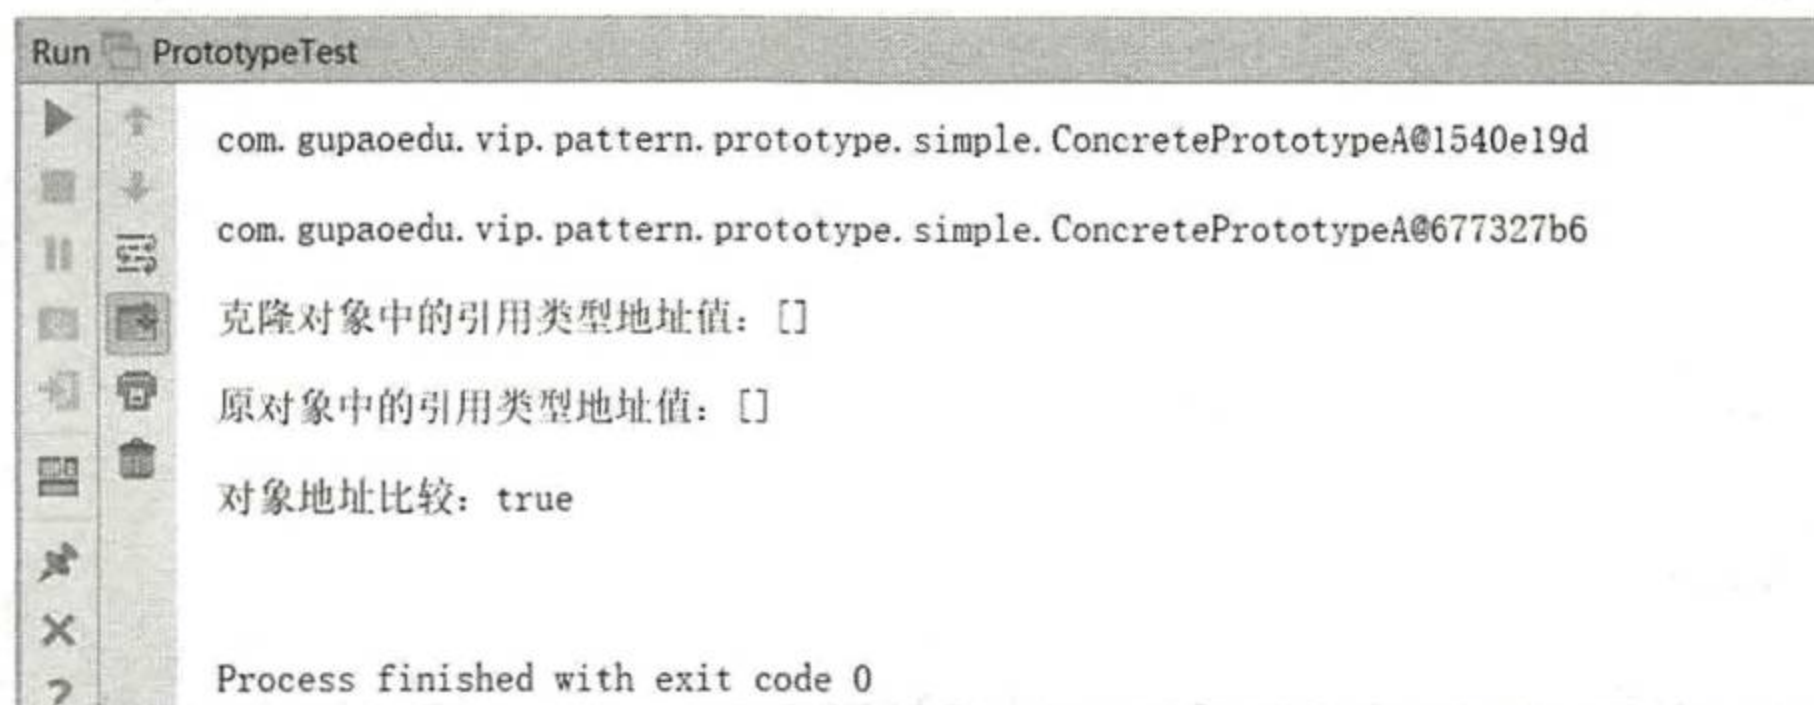 Run PrototypeTest
com.gupaoedu.vip.pattern.prototype.simple.ConcretePrototypeA@1540e19d
com.gupaoedu.vip.pattern.prototype.simple.ConcretePrototypeA@677327b6
克隆对象中的引用类型地址值：[]
原对象中的引用类型地址值：[]
对象地址比较：true
Process finished with exit code 0